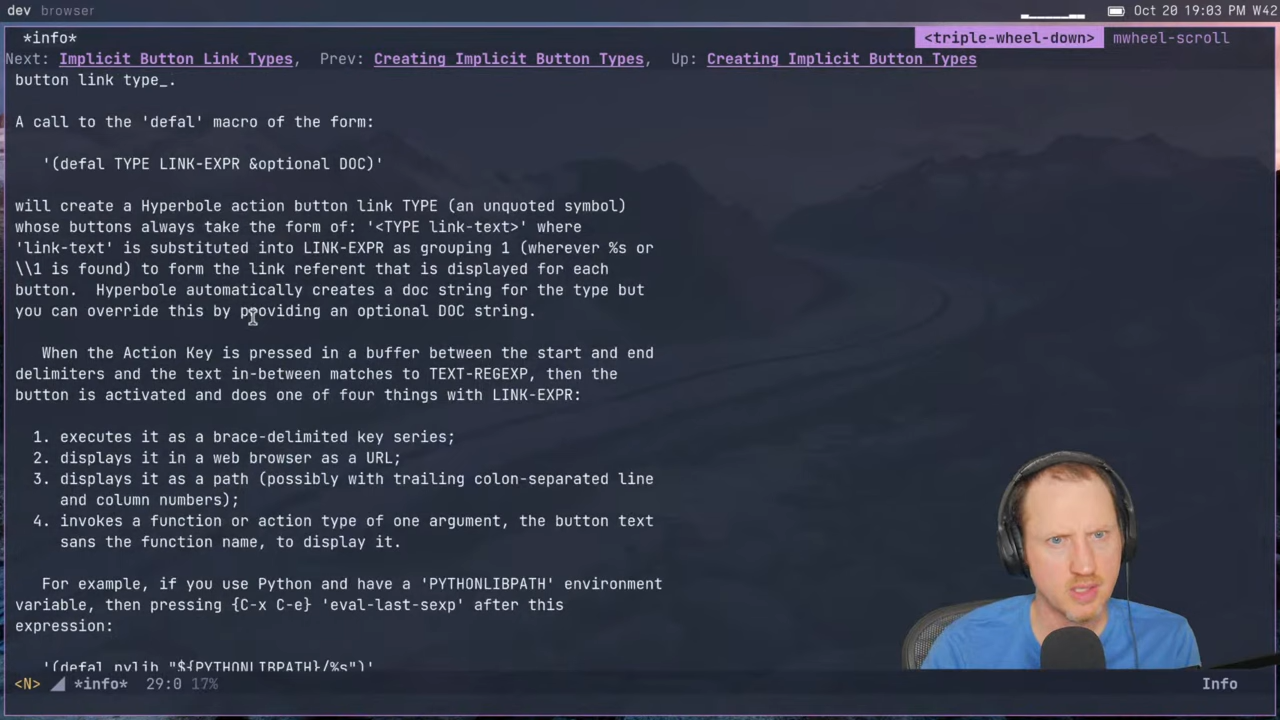 dev browser
Oct 20 19:03 PM W42
*info*
<triple-wheel-down> mwheel-scroll
Next: Implicit Button Link Types,  Prev: Creating Implicit Button Types,  Up: Creating Implicit Button Types
button link type_.
A call to the 'defal' macro of the form:
'(defal TYPE LINK-EXPR &optional DOC)'
will create a Hyperbole action button link TYPE (an unquoted symbol)
whose buttons always take the form of: '<TYPE link-text>' where
'link-text' is substituted into LINK-EXPR as grouping 1 (wherever %s or
\\1 is found) to form the link referent that is displayed for each
button.  Hyperbole automatically creates a doc string for the type but
you can override this by providing an optional DOC string.
When the Action Key is pressed in a buffer between the start and end
delimiters and the text in-between matches to TEXT-REGEXP, then the
button is activated and does one of four things with LINK-EXPR:
1. executes it as a brace-delimited key series;
2. displays it in a web browser as a URL;
3. displays it as a path (possibly with trailing colon-separated line
and column numbers);
4. invokes a function or action type of one argument, the button text
sans the function name, to display it.
For example, if you use Python and have a 'PYTHONLIBPATH' environment
variable, then pressing {C-x C-e} 'eval-last-sexp' after this
expression:
'(defal pylib "${PYTHONLIBPATH}/%s")'
<N> *info* 29:0 17% Info